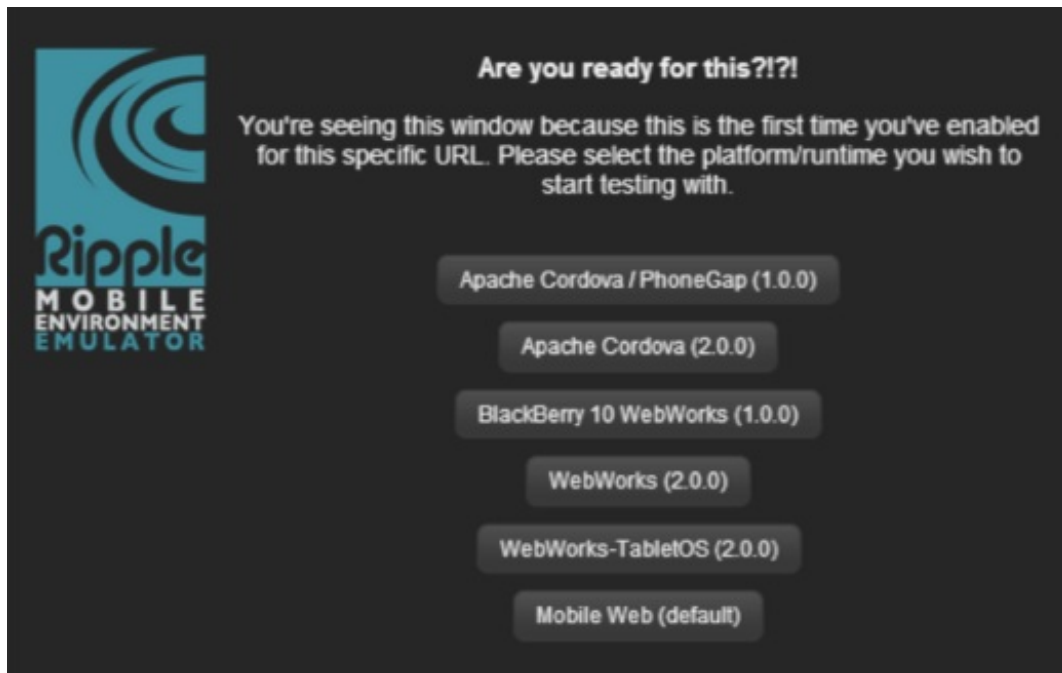 Ripple
MOBILE
ENVIRONMENT
EMULATOR
Are you ready for this?!?!
You're seeing this window because this is the first time you've enabled
for this specific URL. Please select the platform/runtime you wish to
start testing with.
Apache Cordova / PhoneGap (1.0.0)
Apache Cordova (2.0.0)
BlackBerry 10 WebWorks (1.0.0)
WebWorks (2.0.0)
WebWorks-TabletOS (2.0.0)
Mobile Web (default)